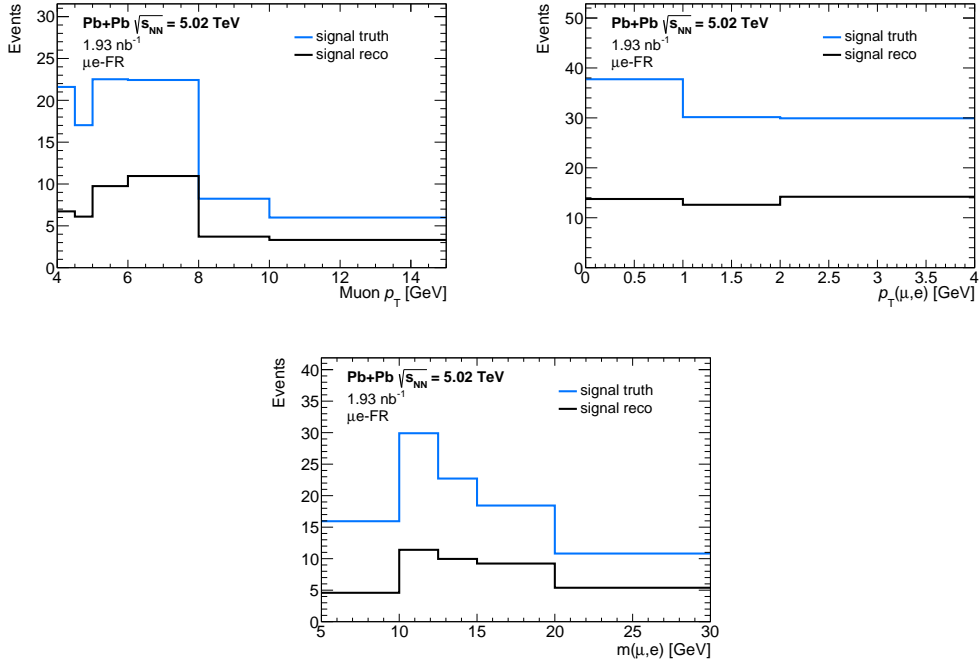 Events
30
25
20
15
10
5
0
Pb+Pb √s_NN = 5.02 TeV
1.93 nb⁻¹
μe-FR
signal truth
signal reco
4 6 8 10 12 14
Muon p_T [GeV]
Events
50
40
30
20
10
0
Pb+Pb √s_NN = 5.02 TeV
1.93 nb⁻¹
μe-FR
signal truth
signal reco
0 0.5 1 1.5 2 2.5 3 3.5 4
p_T(μ,e) [GeV]
Events
40
35
30
25
20
15
10
5
0
Pb+Pb √s_NN = 5.02 TeV
1.93 nb⁻¹
μe-FR
signal truth
signal reco
5 10 15 20 25 30
m(μ,e) [GeV]